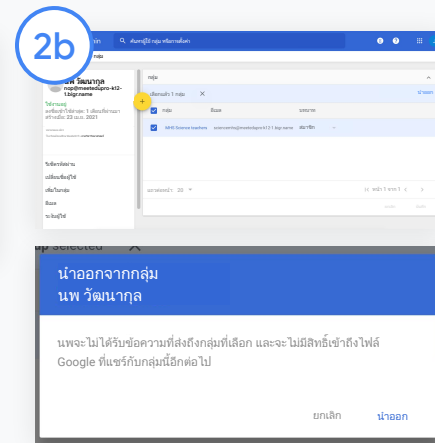 2b
ค้นหาผู้ใช้ กลุ่ม หรือการตั้งค่า
กลุ่ม
นพ วัฒนากุล
nop@meetedupro-k12-
1.bigr.name
ใช้งานอยู่
ลงชื่อเข้าใช้ล่าสุด: 1 เดือนที่ผ่านมา
สร้างเมื่อ: 23 เม.ย. 2021
รีเซ็ตรหัสผ่าน
เปลี่ยนชื่อผู้ใช้
เพิ่มในกลุ่ม
อีเมล
ระงับผู้ใช้
กลุ่ม
เลือกแล้ว 1 กลุ่ม
นำออก
กลุ่ม อีเมล บทบาท
MHS Science teachers สมาชิก
แถวต่อหน้า: 20
หน้า 1 จาก 1
selected
นำออกจากกลุ่ม
นพ วัฒนากุล
นพจะไม่ได้รับข้อความที่ส่งถึงกลุ่มที่เลือก และจะไม่มีสิทธิ์เข้าถึงไฟล์
Google ที่แชร์กับกลุ่มนี้อีกต่อไป
ยกเลิก นำออก